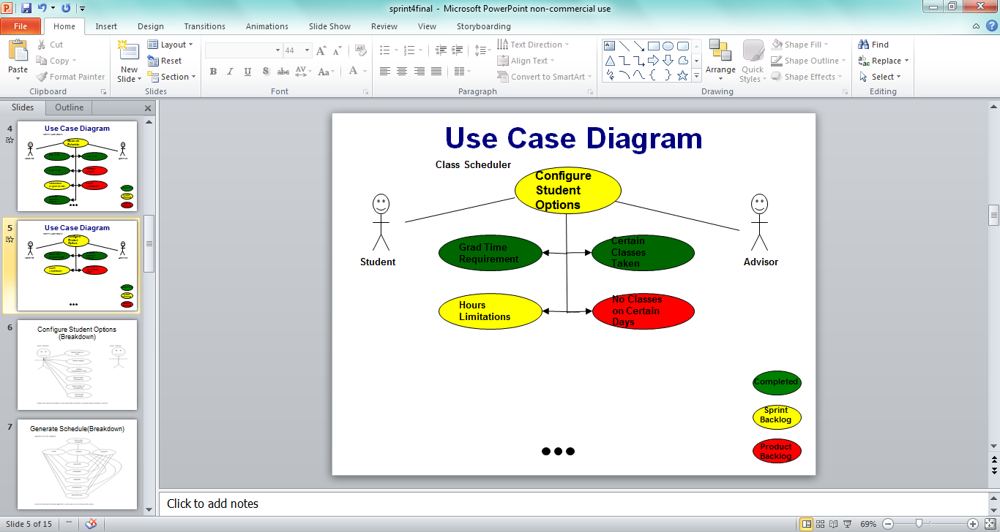 sprint4final - Microsoft PowerPoint non-commercial use
File Home Insert Design Transitions Animations Slide Show Review View Storyboarding
Paste
Cut
Copy
Format Painter
Clipboard
New
Slide
Layout
Reset
Section
Slides
44
B I U S abc AV Aa A
Font
Text Direction
Align Text
Convert to SmartArt
Paragraph
Arrange
Quick
Styles
Shape Fill
Shape Outline
Shape Effects
Drawing
Find
Replace
Select
Editing
Slides Outline
4
Use Case Diagram
5
Use Case Diagram
6
Configure Student Options
(Breakdown)
7
Generate Schedule(Breakdown)
Use Case Diagram
Class Scheduler
Configure
Student
Options
Student
Advisor
Grad Time
Requirement
Certain
Classes
Taken
Hours
Limitations
No Classes
on Certain
Days
Completed
Sprint
Backlog
Product
Backlog
Click to add notes
Slide 5 of 15
69%